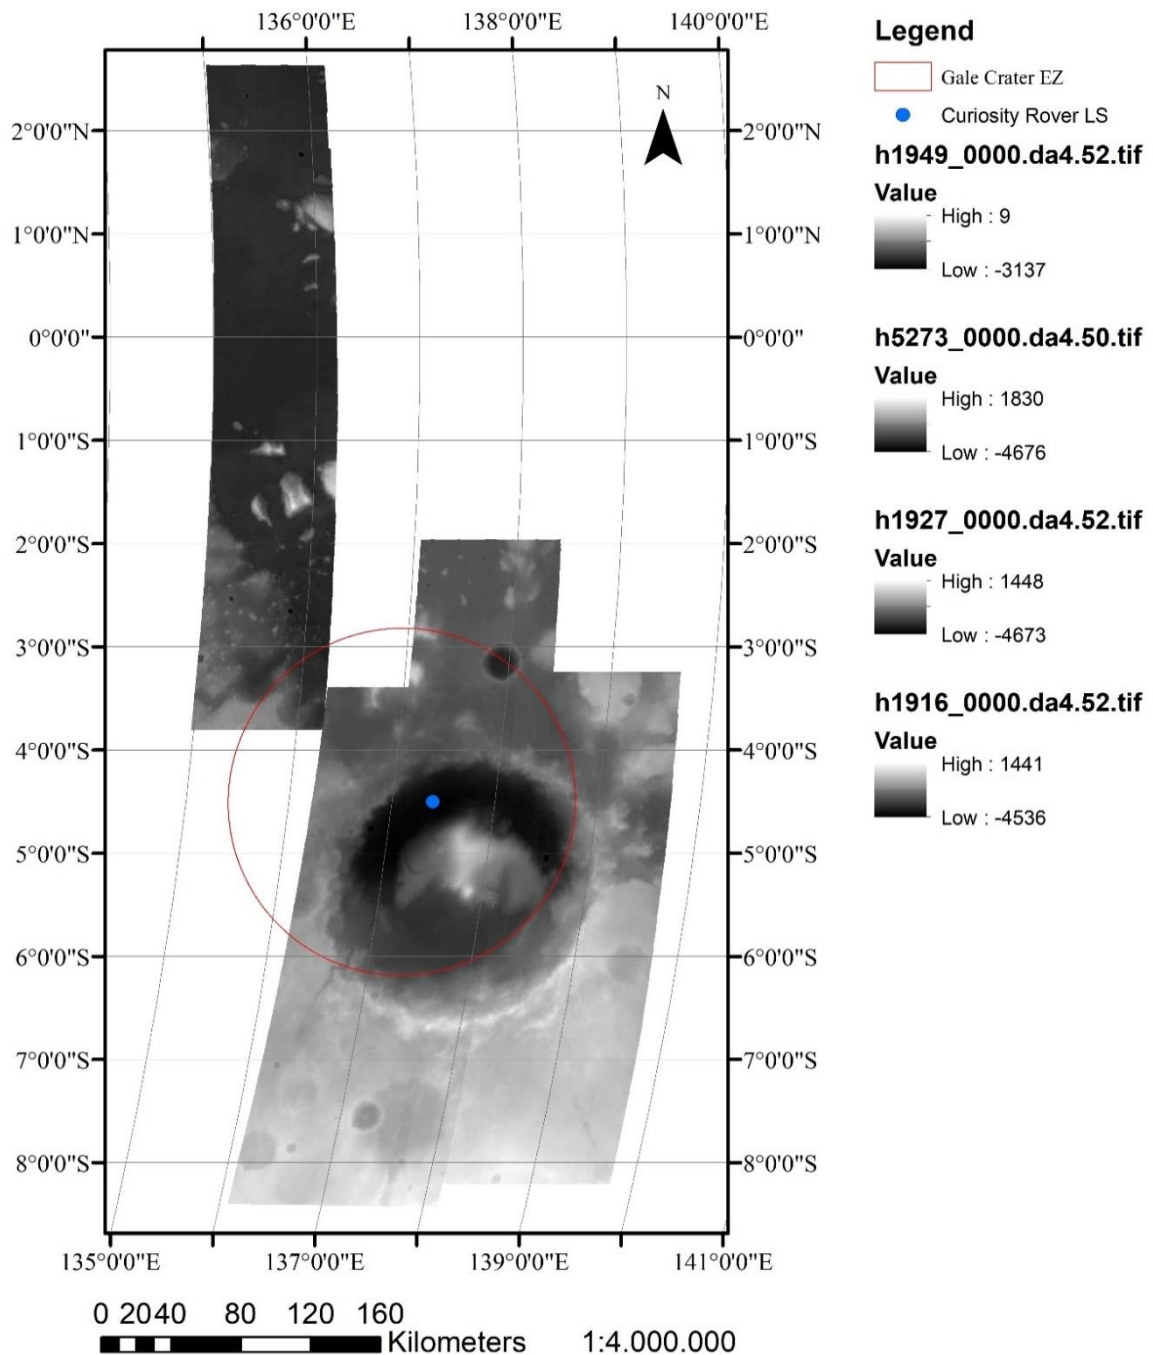 136°0'0"E 138°0'0"E 140°0'0"E
N
2°0'0"N 2°0'0"N
1°0'0"N 1°0'0"N
0°0'0" 0°0'0"
1°0'0"S 1°0'0"S
2°0'0"S 2°0'0"S
3°0'0"S 3°0'0"S
4°0'0"S 4°0'0"S
5°0'0"S 5°0'0"S
6°0'0"S 6°0'0"S
7°0'0"S 7°0'0"S
8°0'0"S 8°0'0"S
135°0'0"E 137°0'0"E 139°0'0"E 141°0'0"E
0 20 40 80 120 160
Kilometers 1:4.000.000
Legend
Gale Crater EZ
Curiosity Rover LS
h1949_0000.da4.52.tif
Value
High : 9
Low : -3137
h5273_0000.da4.50.tif
Value
High : 1830
Low : -4676
h1927_0000.da4.52.tif
Value
High : 1448
Low : -4673
h1916_0000.da4.52.tif
Value
High : 1441
Low : -4536